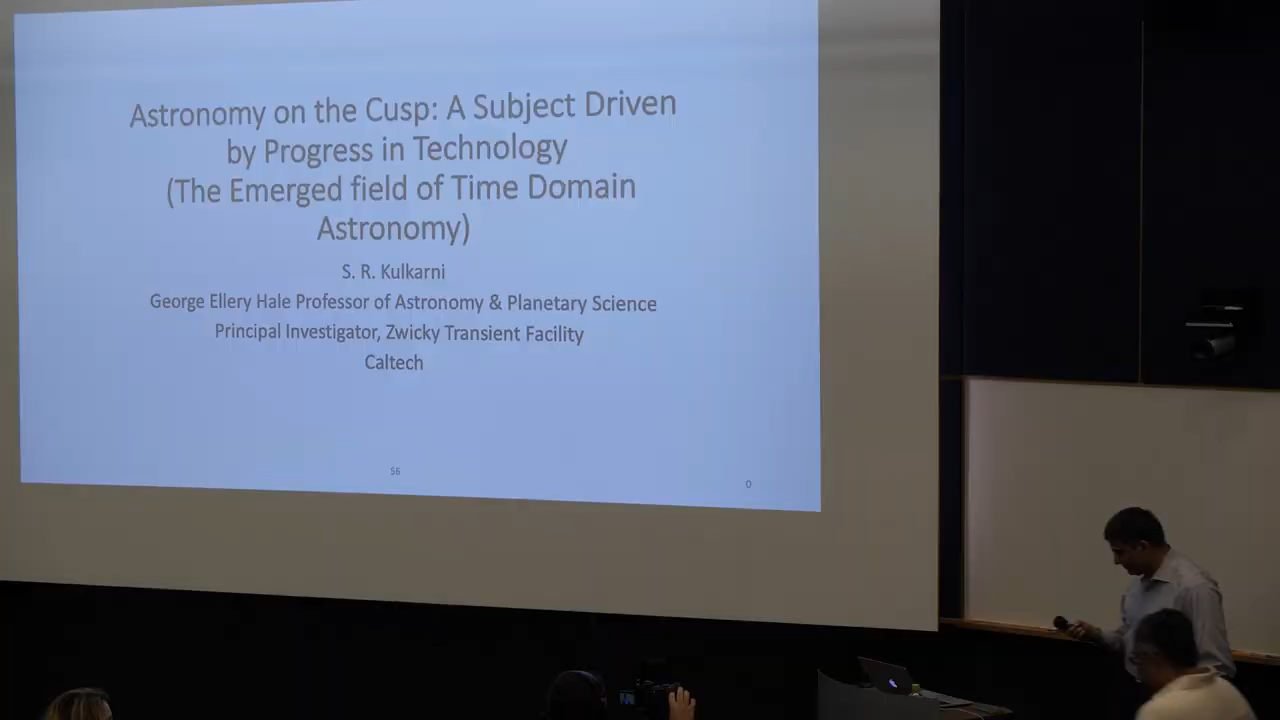 Astronomy on the Cusp: A Subject Driven
by Progress in Technology
(The Emerged field of Time Domain
Astronomy)
S. R. Kulkarni
George Ellery Hale Professor of Astronomy & Planetary Science
Principal Investigator, Zwicky Transient Facility
Caltech
56
0